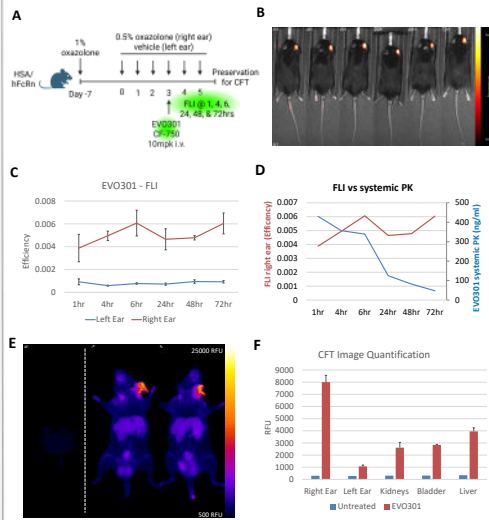 A
1%
oxazolone
0.5% oxazolone (right ear)
vehicle (left ear)
HSA/
hFcRn
Day -7
0 1 2 3 4 5
Preservation
for CFT
FLI @ 1, 4, 6,
24, 48, & 72hrs
EVO301
CF-750
10mpk i.v.
B
C
EVO301 - FLI
Efficiency
0.008
0.006
0.004
0.002
0
1hr 4hr 6hr 24hr 48hr 72hr
Left Ear Right Ear
D
FLI vs systemic PK
FLI right ear (Efficency)
0.007
0.006
0.005
0.004
0.003
0.002
0.001
0
500
400
300
200
100
0
EVO301 systemic PK (ng/ml)
1hr 4hr 6hr 24hr 48hr 72hr
E
25000 RFU
500 RFU
F
CFT Image Quantification
RFU
9000
8000
7000
6000
5000
4000
3000
2000
1000
0
Right Ear Left Ear Kidneys Bladder Liver
Untreated EVO301